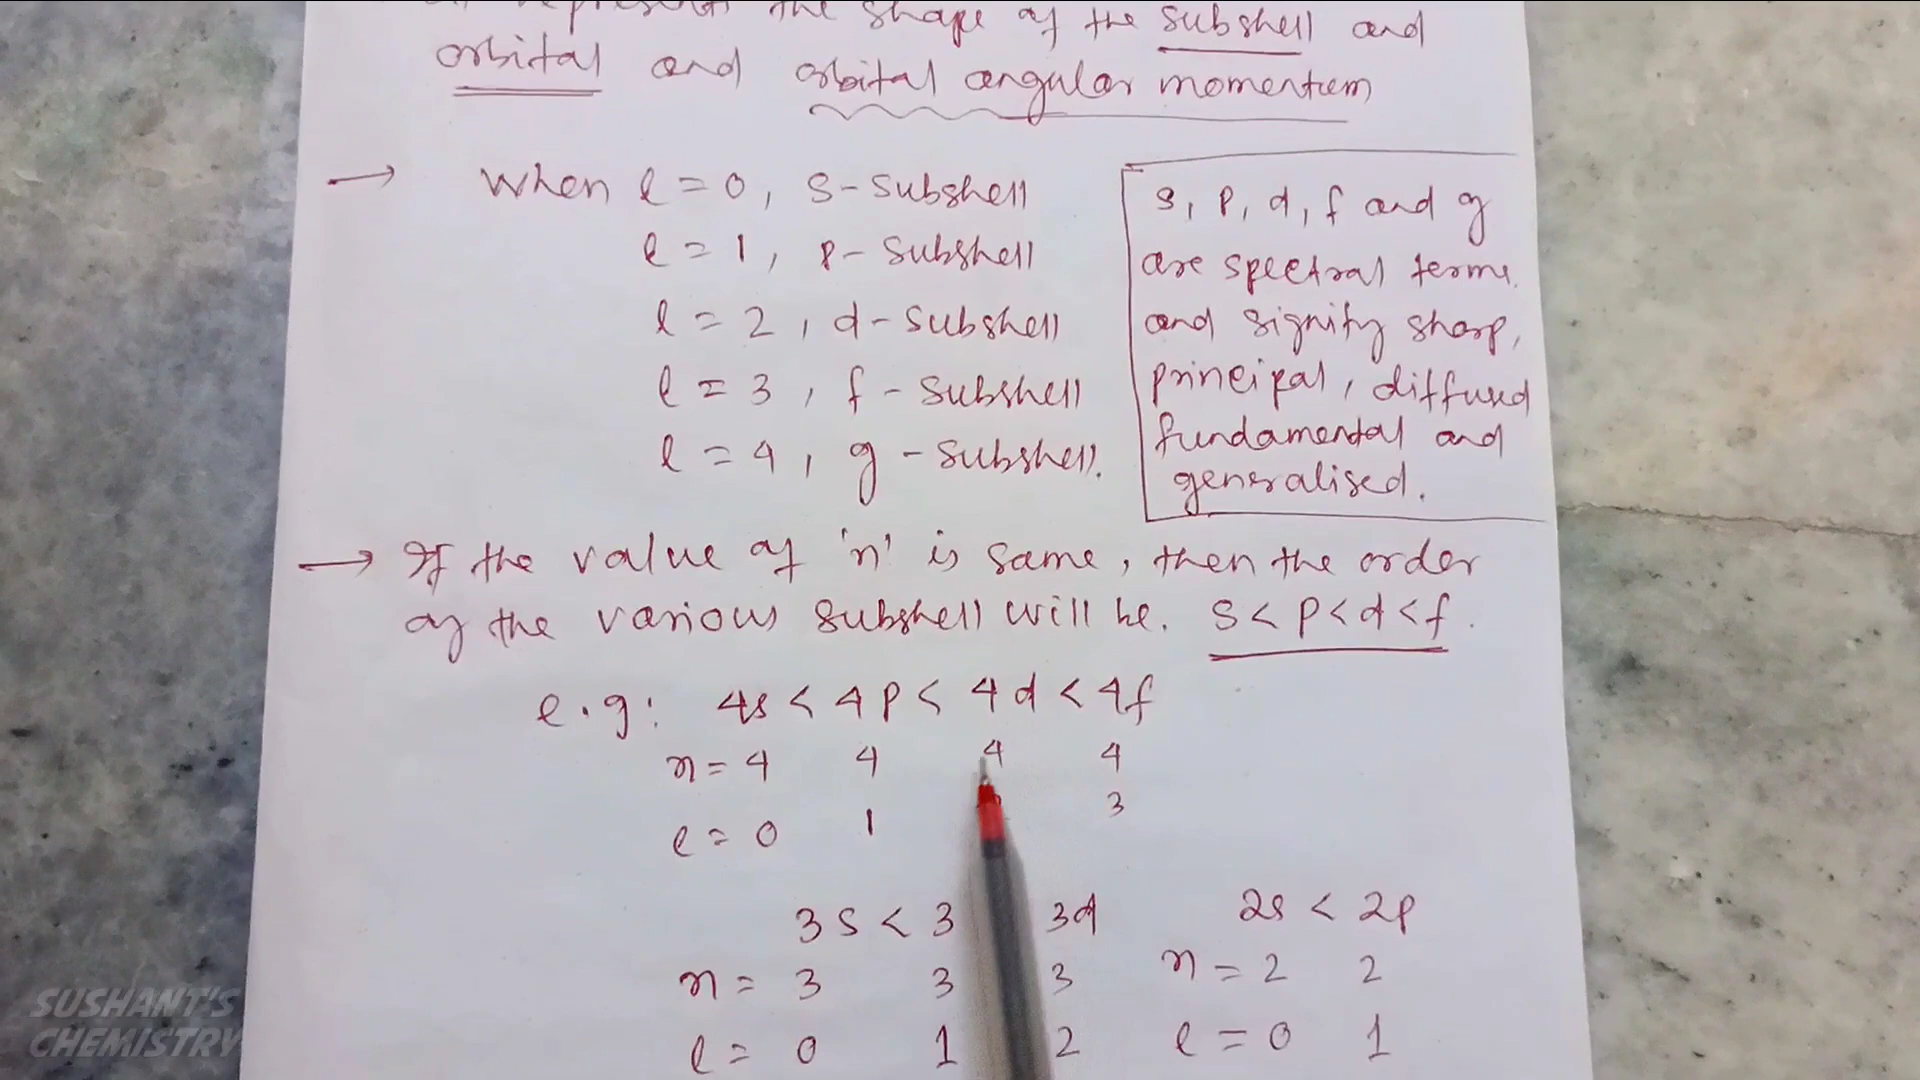 represents the shape of the subshell and
orbital and orbital angular momentum
→ When l = 0, s-subshell
l = 1, p-subshell
l = 2, d-subshell
l = 3, f-subshell
l = 4, g-subshell.
s, p, d, f and g
are spectral terms
and signify sharp,
principal, diffused
fundamental and
generalised.
→ If the value of 'n' is same, then the order
of the various subshell will be. s < p < d < f.
e.g: 4s < 4p < 4d < 4f
n = 4 4 4 4
l = 0 1 3
3s < 3 3d
n = 3 3 3
l = 0 1 2
2s < 2p
n = 2 2
l = 0 1
SUSHANT'S
CHEMISTRY